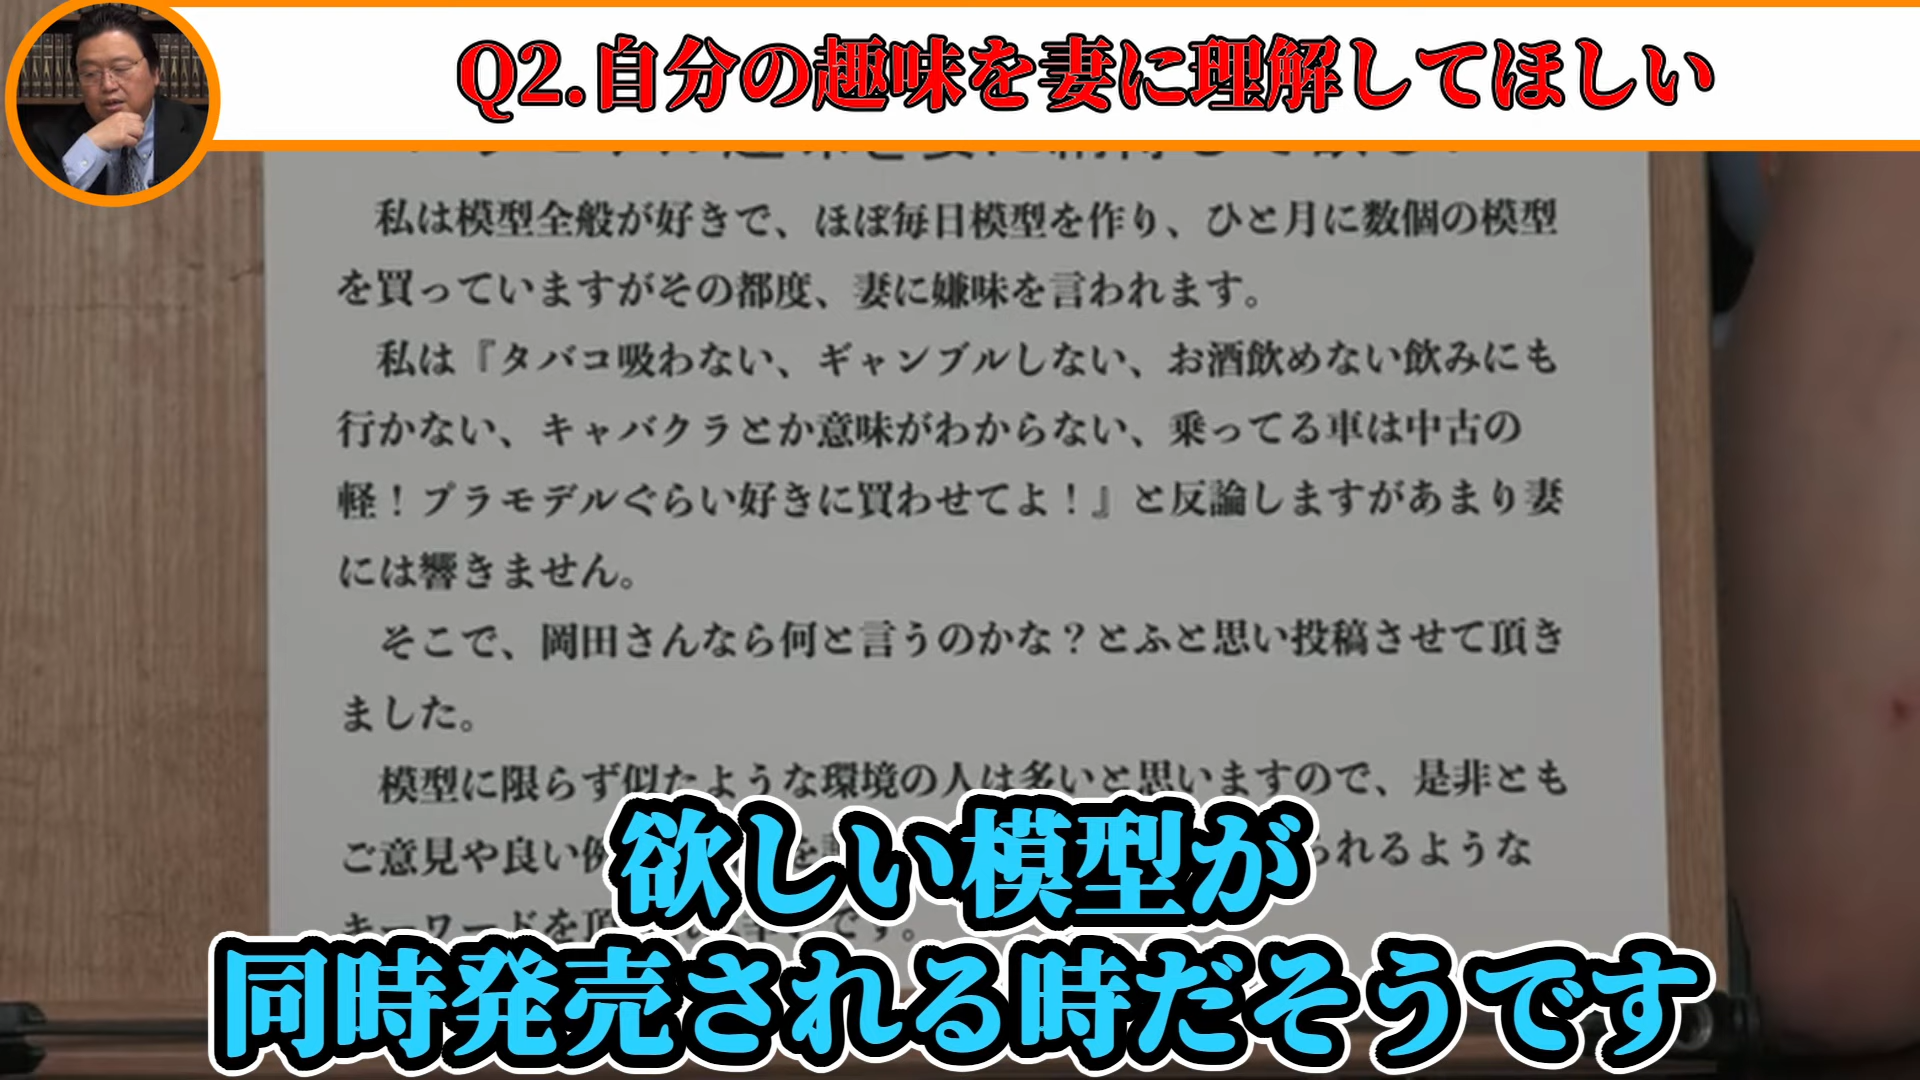 Q2.自分の趣味を妻に理解してほしい
私は模型全般が好きで、ほぼ毎日模型を作り、ひと月に数個の模型
を買っていますがその都度、妻に嫌味を言われます。
私は『タバコ吸わない、ギャンブルしない、お酒飲めない飲みにも
行かない、キャバクラとか意味がわからない、乗ってる車は中古の
軽！プラモデルぐらい好きに買わせてよ！』と反論しますがあまり妻
には響きません。
そこで、岡田さんなら何と言うのかな？とふと思い投稿させて頂き
ました。
模型に限らず似たような環境の人は多いと思いますので、是非とも
ご意見や良い を られるような
キーワードを です。
欲しい模型が
同時発売される時だそうです